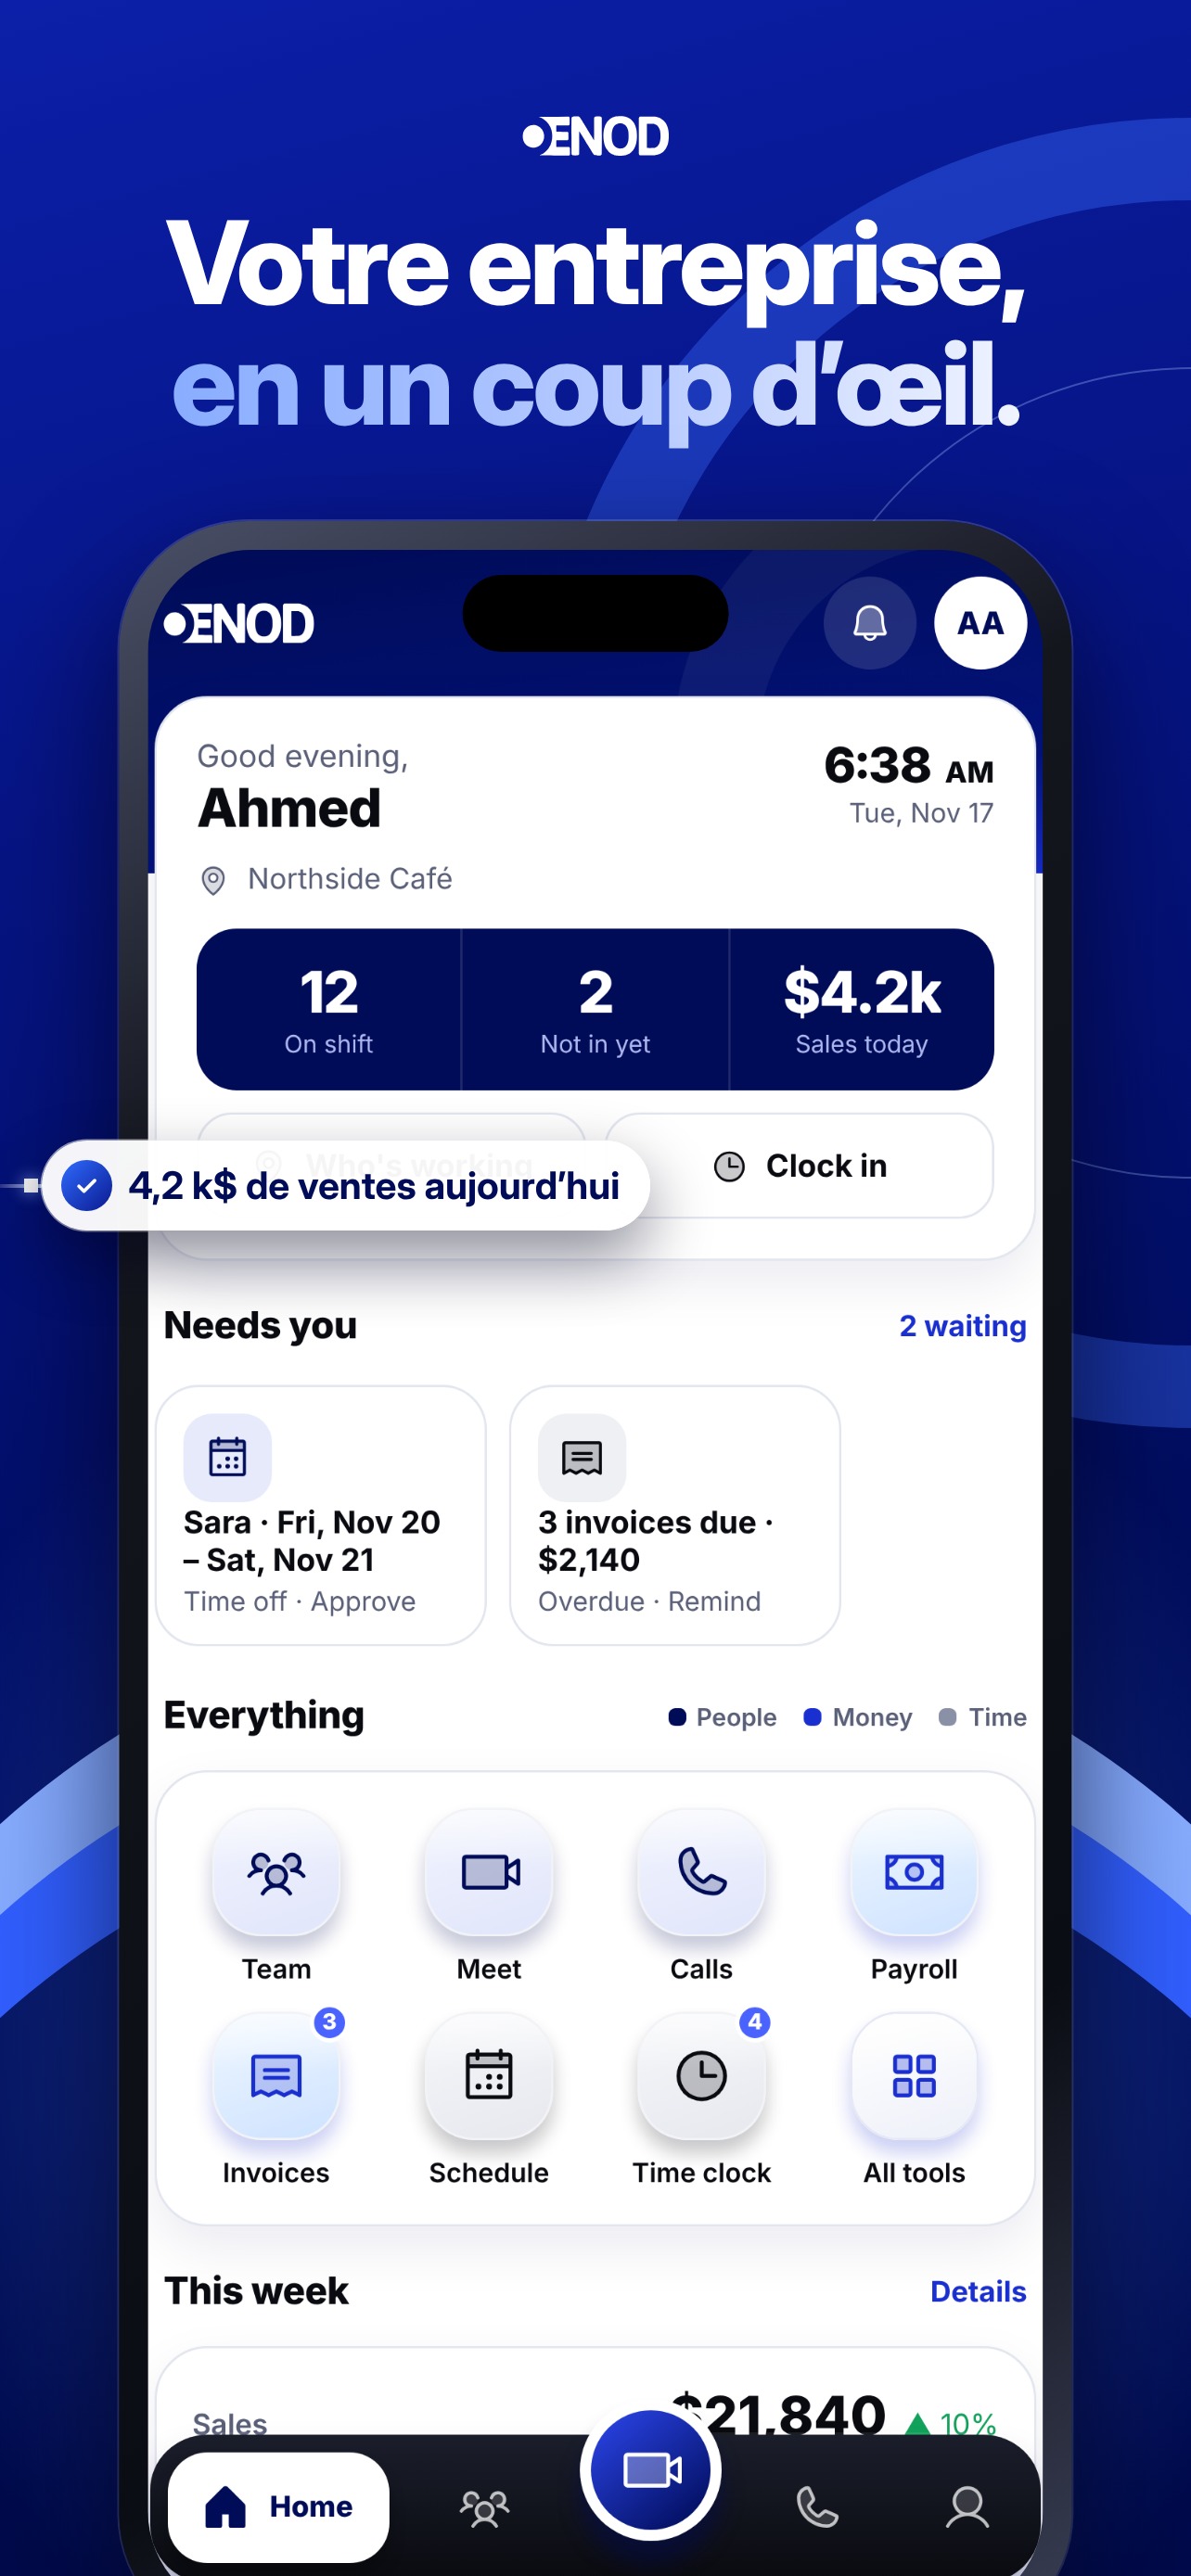 ENOD
Votre entreprise,
en un coup d’œil.
ENOD
AA
Good evening,
Ahmed
6:38 AM
Tue, Nov 17
Northside Café
12
On shift
2
Not in yet
$4.2k
Sales today
Who's working
Clock in
4,2 k$ de ventes aujourd’hui
Needs you
2 waiting
Sara · Fri, Nov 20
– Sat, Nov 21
Time off · Approve
3 invoices due ·
$2,140
Overdue · Remind
Everything
People
Money
Time
Team
Meet
Calls
Payroll
3
4
Invoices
Schedule
Time clock
All tools
This week
Details
Sales
$21,840
10%
Home